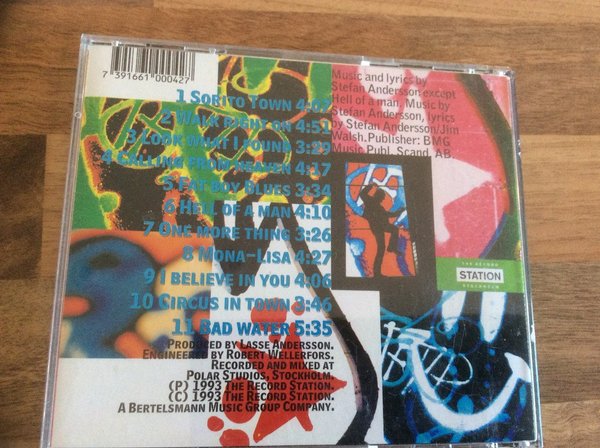 7 391661 000427
1 Sorito Town 4:07
2 Walk right on 4:51
3 Look what I found 3:29
4 Calling from heaven 4:17
5 Fat boy Blues 3:34
6 Hell of a man 4:10
7 One more thing 3:26
8 Mona-Lisa 4:27
9 I believe in you 4:06
10 Circus in town 3:46
11 Bad water 5:35
Music and lyrics by
Stefan Andersson except
Hell of a man, Music by
Stefan Andersson, lyrics
by Stefan Andersson/Jim
Walsh. Publisher: BMG
Music Publ. Scand. AB.
THE RECORD
STATION
STOCKHOLM
Produced by Lasse Andersson.
Engineered by Robert Wellerfors.
Recorded and mixed at
Polar Studios, Stockholm.
(P) 1993 The Record Station.
(C) 1993 The Record Station.
A Bertelsmann Music Group Company.